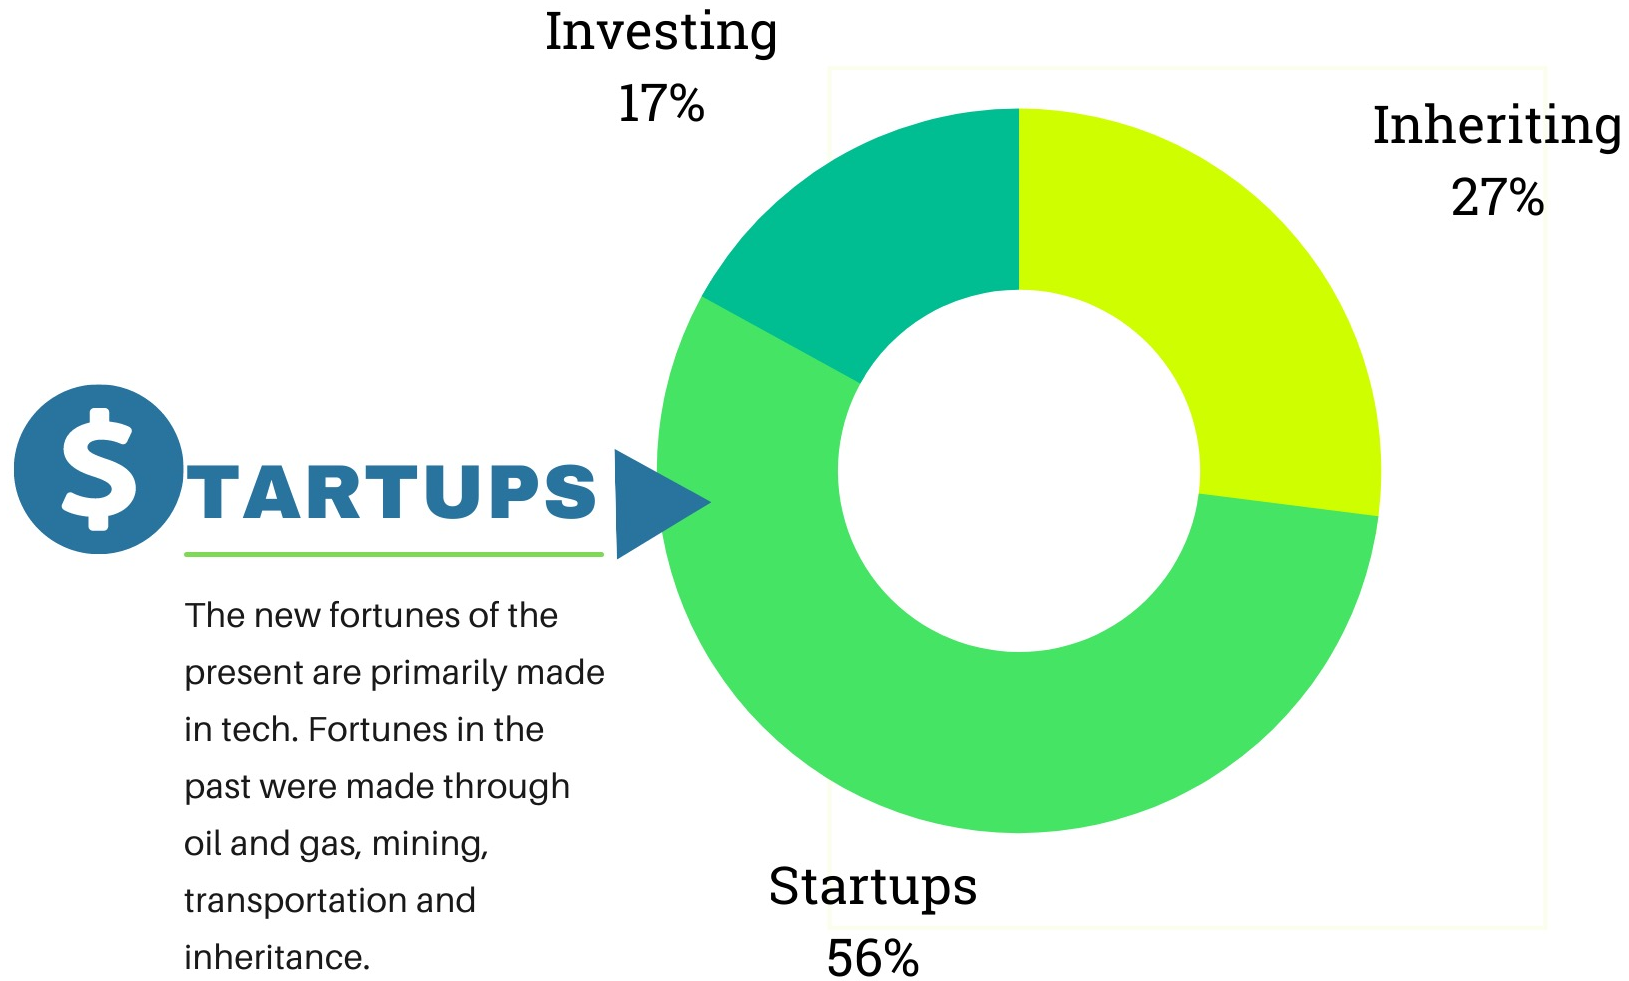 Investing
17%
Inheriting
27%
$TARTUPS
The new fortunes of the
present are primarily made
in tech. Fortunes in the
past were made through
oil and gas, mining,
transportation and
inheritance.
Startups
56%